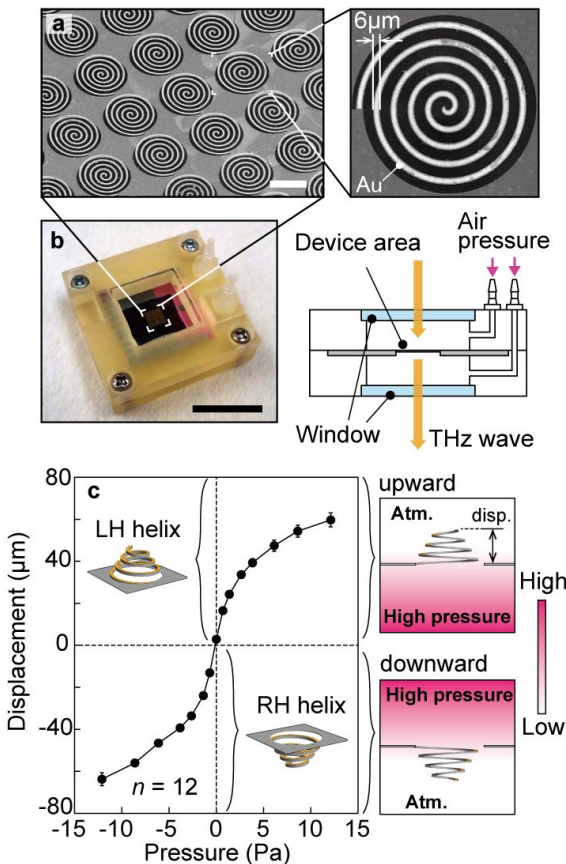 a
6μm
Au
b
Device area
Air
pressure
Window
THz wave
c
80
40
0
-40
-80
Displacement (μm)
LH helix
RH helix
n = 12
-15
-10
-5
0
5
10
15
Pressure (Pa)
upward
Atm.
disp.
High pressure
downward
High pressure
Atm.
High
Low